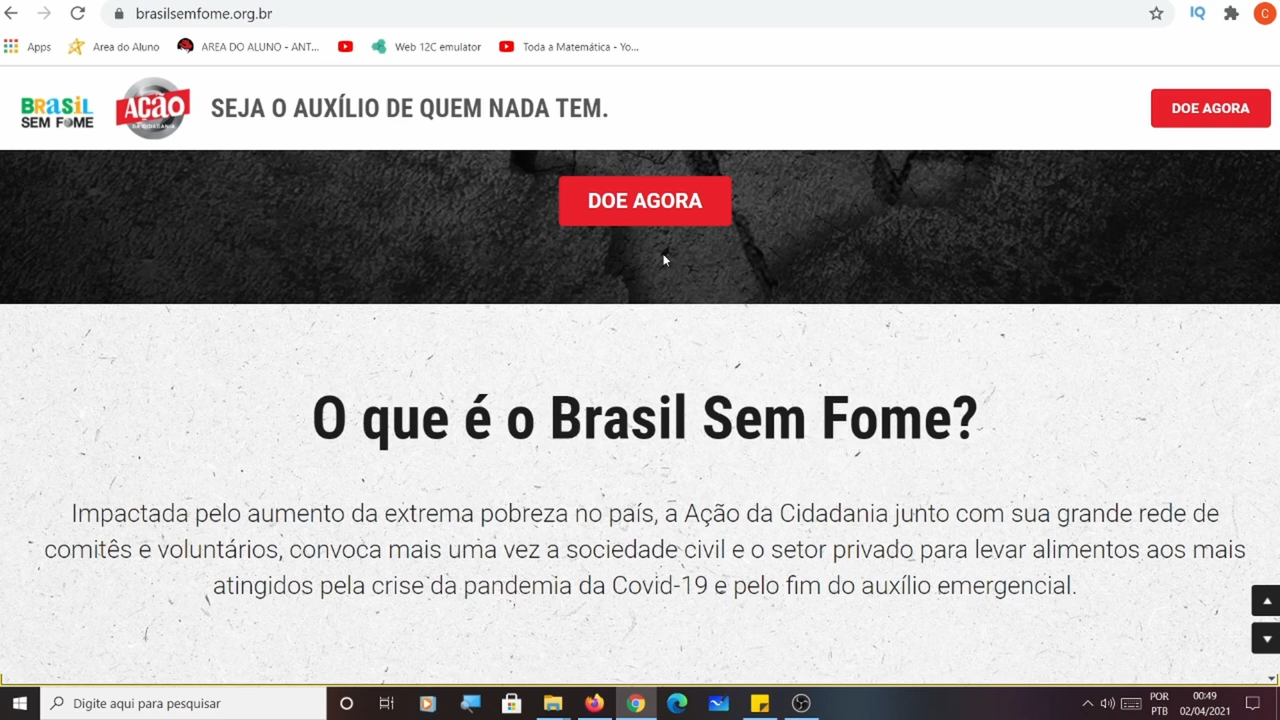 brasilsemfome.org.br
Apps
Area do Aluno
AREA DO ALUNO - ANT...
Web 12C emulator
Toda a Matemática - Yo...
IQ
C
BRASIL
SEM FOME
AÇÃO
DA CIDADANIA
SEJA O AUXÍLIO DE QUEM NADA TEM.
DOE AGORA
DOE AGORA
O que é o Brasil Sem Fome?
Impactada pelo aumento da extrema pobreza no país, a Ação da Cidadania junto com sua grande rede de
comitês e voluntários, convoca mais uma vez a sociedade civil e o setor privado para levar alimentos aos mais
atingidos pela crise da pandemia da Covid-19 e pelo fim do auxílio emergencial.
Digite aqui para pesquisar
POR
PTB
00:49
02/04/2021